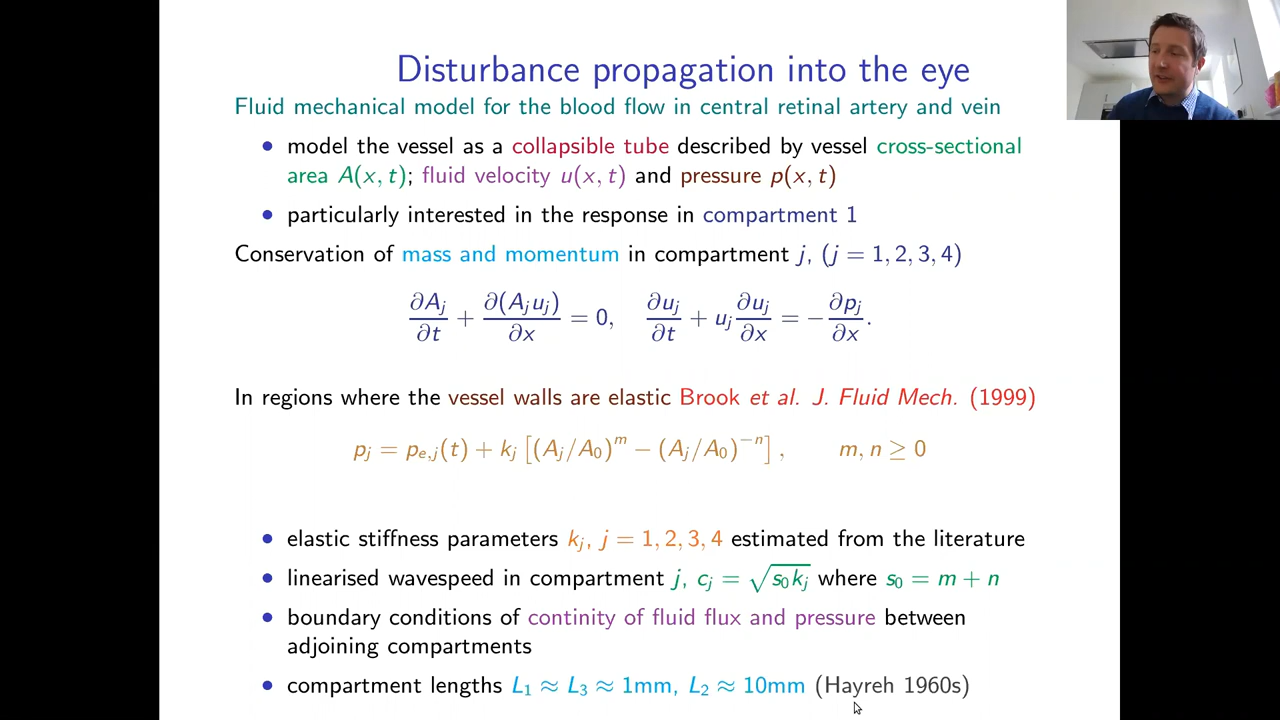 Disturbance propagation into the eye
Fluid mechanical model for the blood flow in central retinal artery and vein
• model the vessel as a collapsible tube described by vessel cross-sectional
area A(x, t); fluid velocity u(x, t) and pressure p(x, t)
• particularly interested in the response in compartment 1
Conservation of mass and momentum in compartment j, (j = 1, 2, 3, 4)
∂A_j/∂t + ∂(A_j u_j)/∂x = 0, ∂u_j/∂t + u_j ∂u_j/∂x = −∂p_j/∂x.
In regions where the vessel walls are elastic Brook et al. J. Fluid Mech. (1999)
p_j = p_{e,j}(t) + k_j [(A_j/A_0)^m − (A_j/A_0)^{−n}], m, n ≥ 0
• elastic stiffness parameters k_j, j = 1, 2, 3, 4 estimated from the literature
• linearised wavespeed in compartment j, c_j = √(s_0 k_j) where s_0 = m + n
• boundary conditions of continity of fluid flux and pressure between
adjoining compartments
• compartment lengths L_1 ≈ L_3 ≈ 1mm, L_2 ≈ 10mm (Hayreh 1960s)